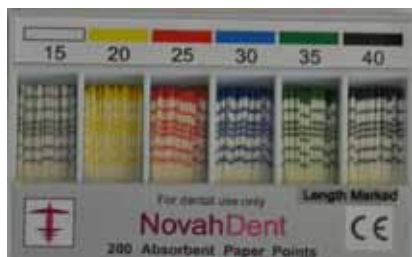 15 20 25 30 35 40
For dental use only
Length Marked
NovahDent
CE
200 Absorbent Paper Points